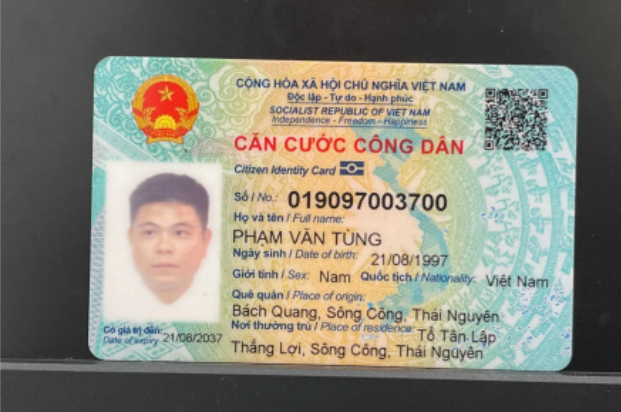 CỘNG HÒA XÃ HỘI CHỦ NGHĨA VIỆT NAM
Độc lập - Tự do - Hạnh phúc
SOCIALIST REPUBLIC OF VIET NAM
Independence - Freedom - Happiness
CĂN CƯỚC CÔNG DÂN
Citizen Identity Card
Số / No.: 019097003700
Họ và tên / Full name:
PHẠM VĂN TÙNG
Ngày sinh / Date of birth: 21/08/1997
Giới tính / Sex: Nam Quốc tịch / Nationality: Việt Nam
Quê quán / Place of origin:
Bách Quang, Sông Công, Thái Nguyên
Nơi thường trú / Place of residence: Tổ Tân Lập
Thắng Lợi, Sông Công, Thái Nguyên
Có giá trị đến:
Date of expiry 21/08/2037